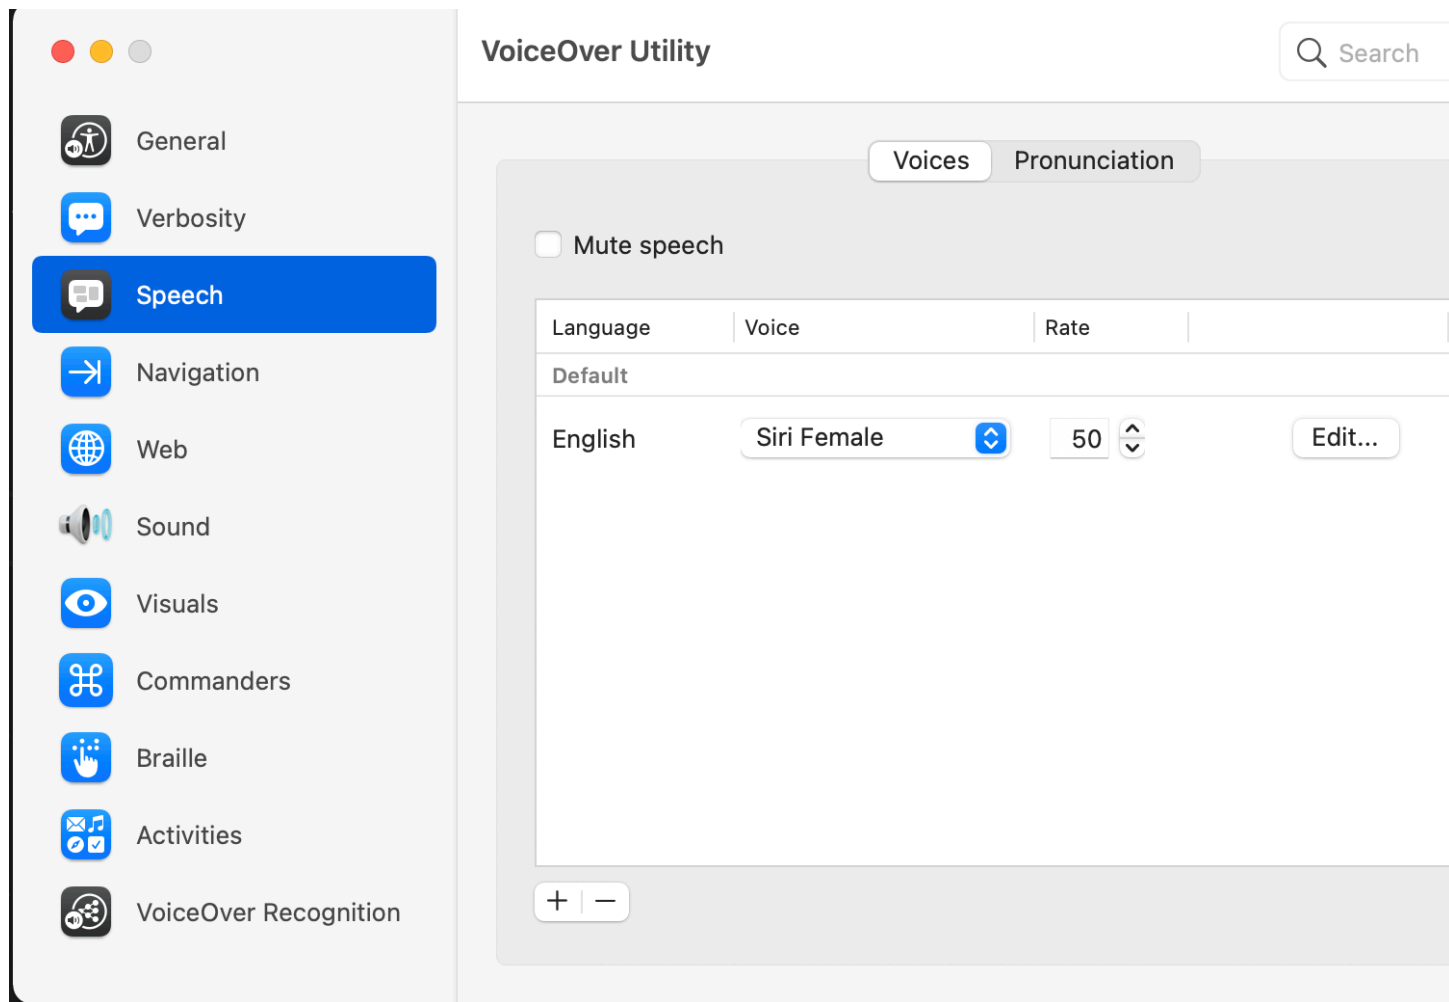 VoiceOver Utility
Search
General
Verbosity
Speech
Navigation
Web
Sound
Visuals
Commanders
Braille
Activities
VoiceOver Recognition
Voices Pronunciation
Mute speech
Language Voice Rate
Default
English Siri Female 50 Edit...